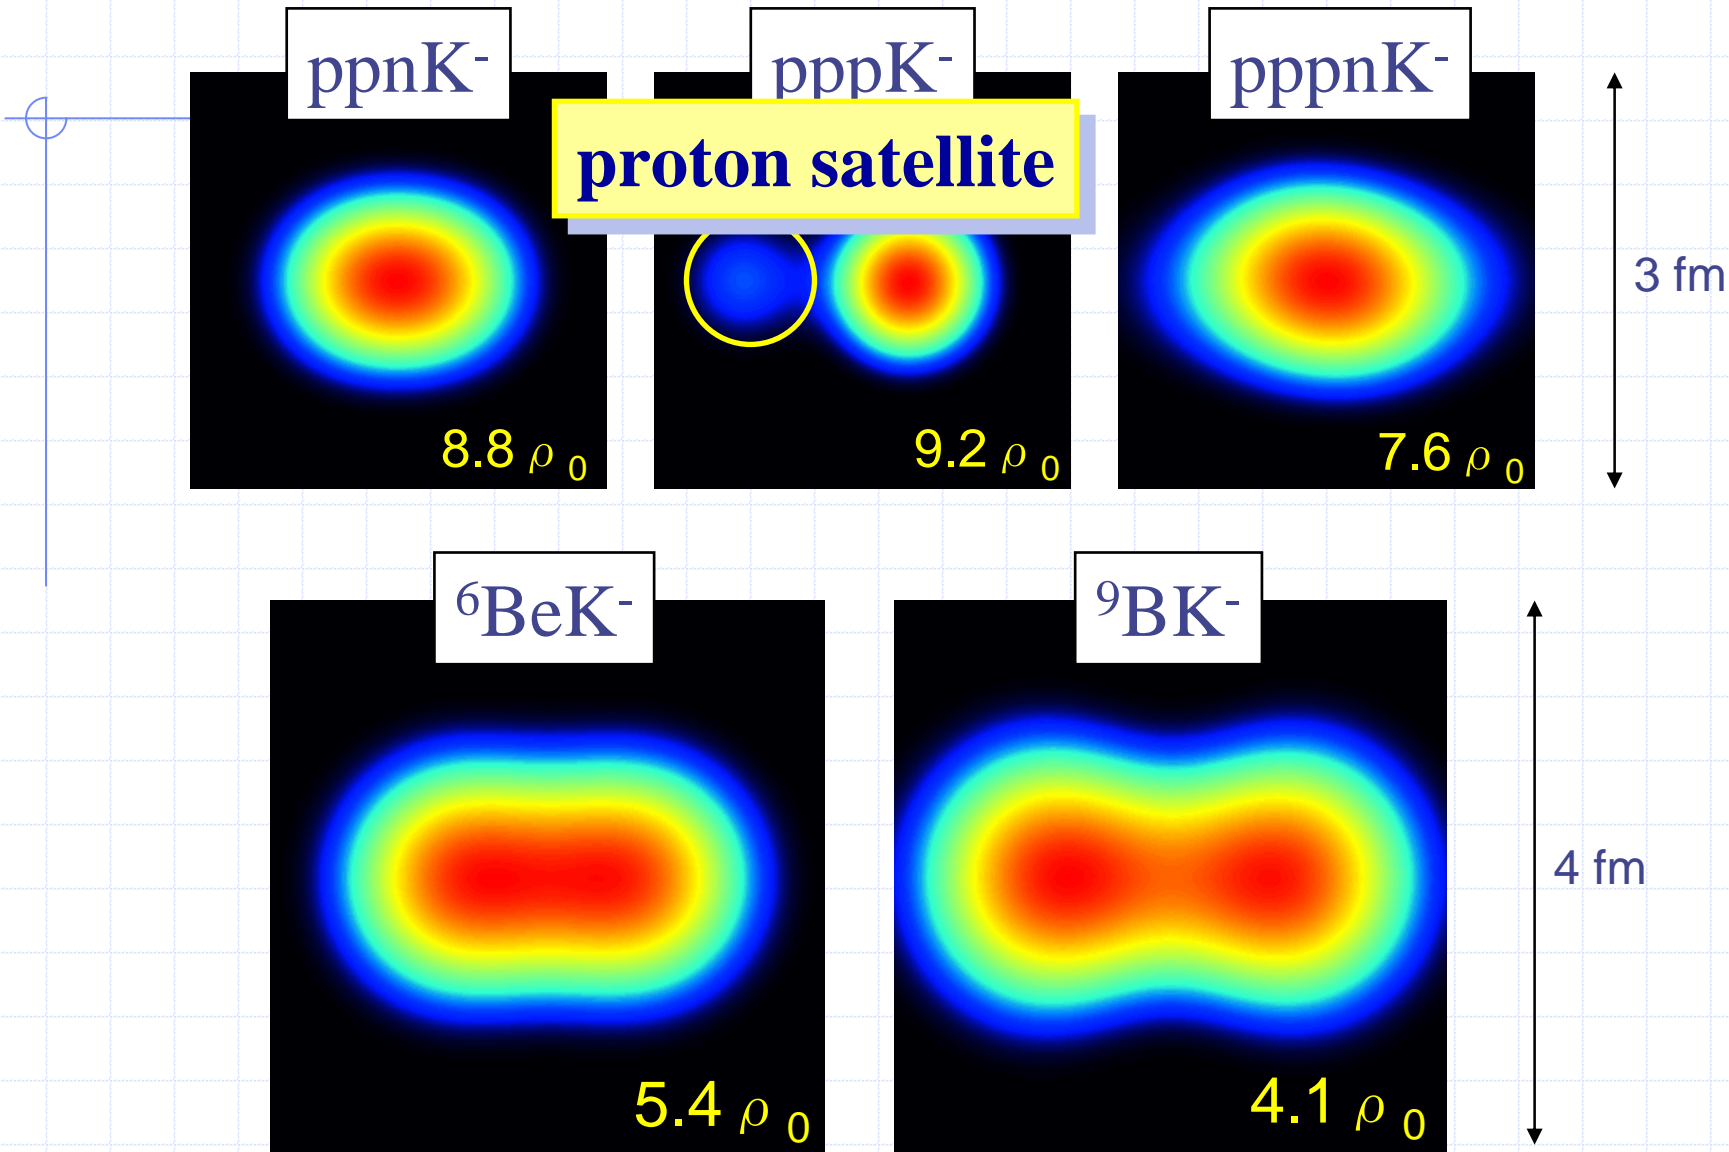 ppnK⁻
pppK⁻
pppnK⁻
proton satellite
3 fm
8.8 ρ ₀
9.2 ρ ₀
7.6 ρ ₀
⁶BeK⁻
⁹BK⁻
4 fm
5.4 ρ ₀
4.1 ρ ₀